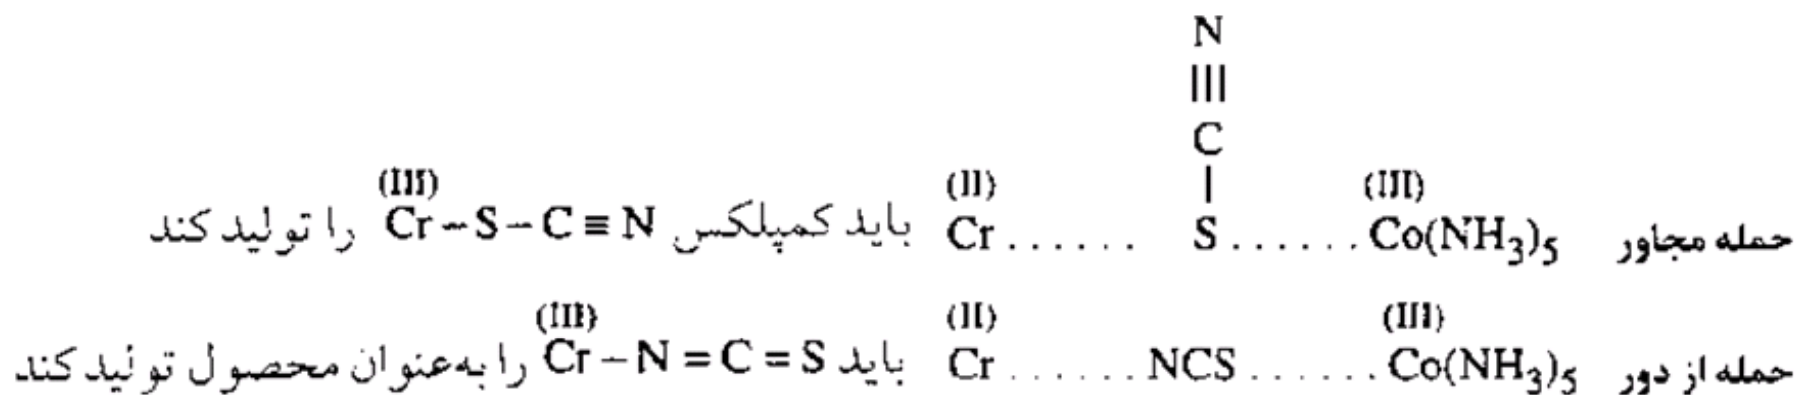 N
|||
C
|
(II) (III) (III)
حمله مجاور Cr...... S......Co(NH₃)₅ باید کمپلکس Cr–S–C≡N را تولید کند
(II) (III) (III)
حمله از دور Cr......NCS......Co(NH₃)₅ باید Cr–N=C=S را به‌عنوان محصول تولید کند